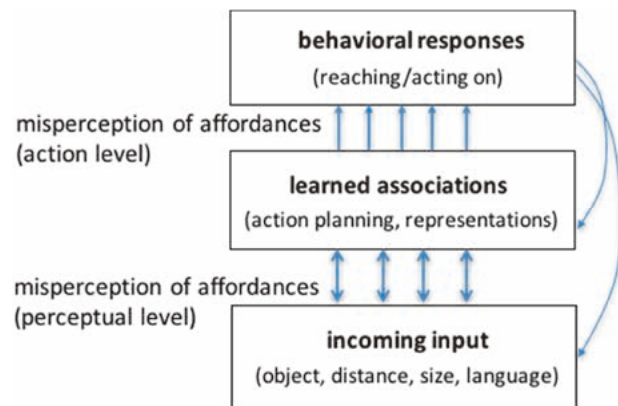 behavioral responses
(reaching/acting on)
misperception of affordances
(action level)
learned associations
(action planning, representations)
misperception of affordances
(perceptual level)
incoming input
(object, distance, size, language)